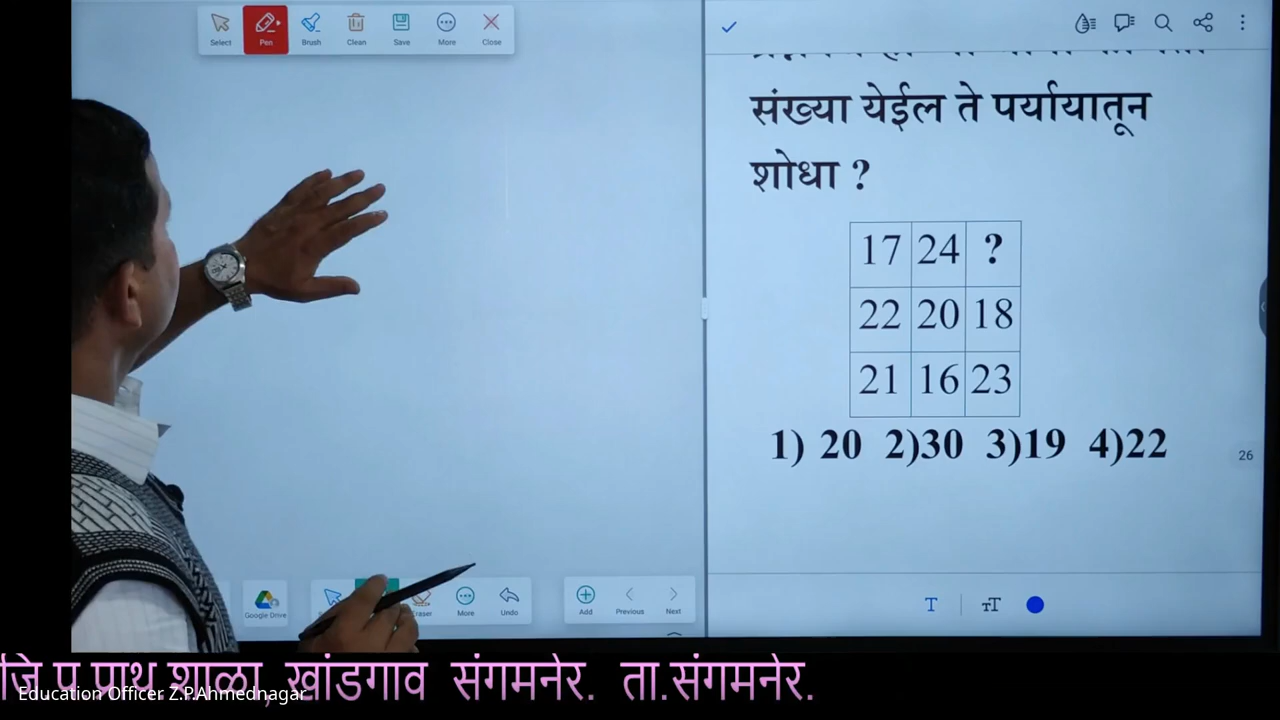 Select Pen Brush Clean Save More Close
संख्या येईल ते पर्यायातून
शोधा ?
17 24 ?
22 20 18
21 16 23
1) 20 2)30 3)19 4)22
26
Google Drive
More Undo
Add Previous Next
T тT
जि.प.प्राथ.शाळा, खांडगाव संगमनेर. ता.संगमनेर.
Education Officer Z.P.Ahmednagar